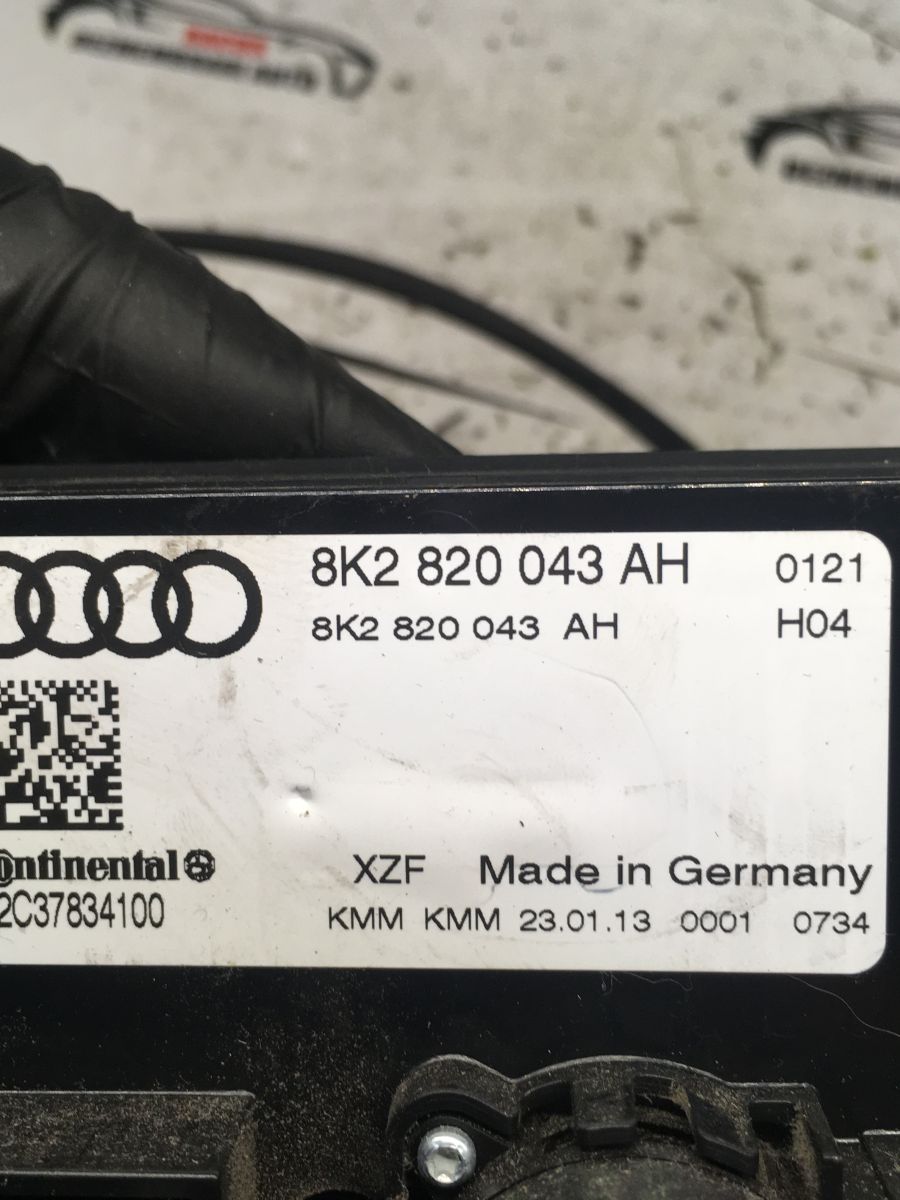 8K2 820 043 AH 0121
8K2 820 043 AH H04
ontinental
XZF Made in Germany
2C37834100
KMM KMM 23.01.13 0001 0734